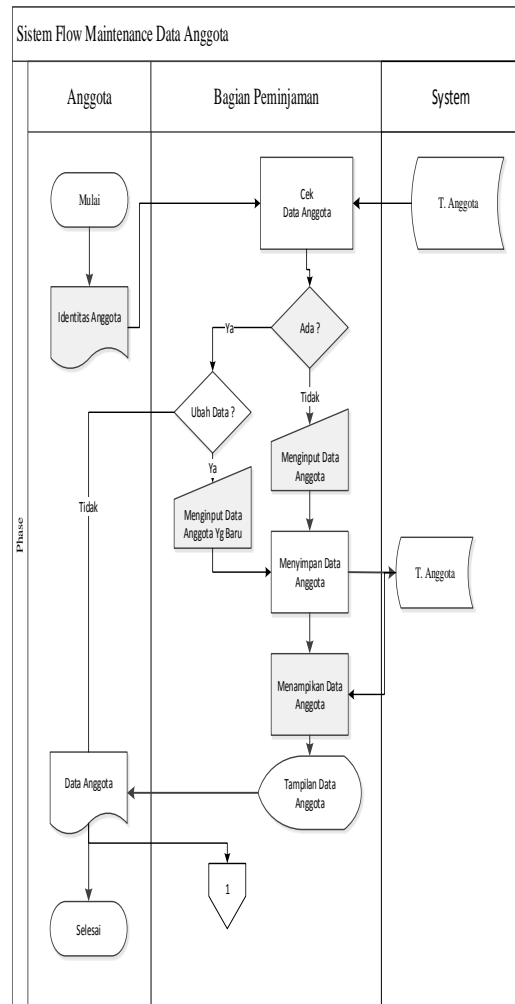 Sistem Flow Maintenance Data Anggota
Anggota
Bagian Peminjaman
System
Mulai
Cek
Data Anggota
T. Anggota
Identitas Anggota
Ya
Ada ?
Tidak
Ubah Data ?
Ya
Menginput Data
Anggota
Tidak
Menginput Data
Anggota Yg Baru
Phase
Menyimpan Data
Anggota
T. Anggota
Menampikan Data
Anggota
Data Anggota
Tampilan Data
Anggota
1
Selesai